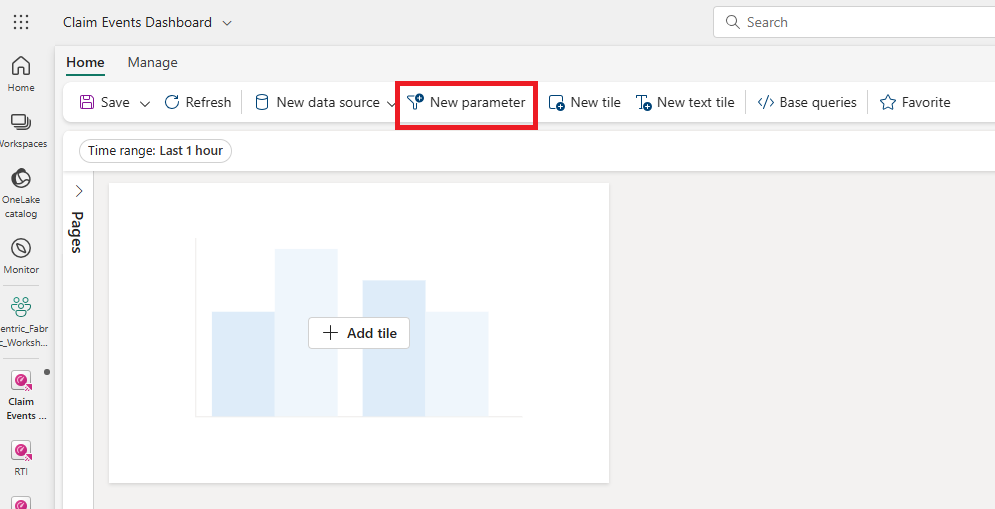 Claim Events Dashboard
Search
Home
Manage
Save
Refresh
New data source
New parameter
New tile
New text tile
Base queries
Favorite
Time range: Last 1 hour
Pages
Add tile
Home
Workspaces
OneLake
catalog
Monitor
entric_Fabr
c_Worksh...
Claim
Events ...
RTI